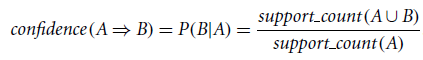 confidence(A ⇒ B) = P(B|A) = support_count(A ∪ B) / support_count(A)